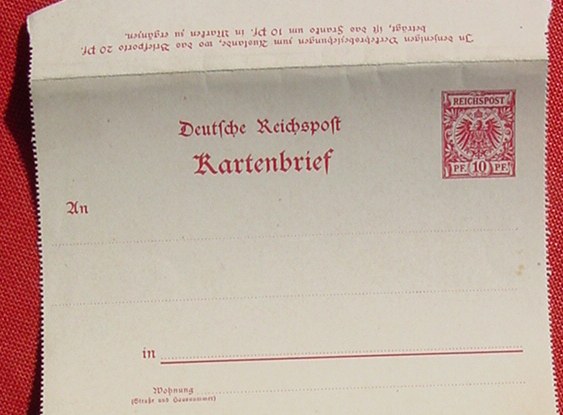 In denjenigen Verkehrsbeziehungen zum Auslande, wo das Briefporto 20 Pf.
beträgt, ist das Franko um 10 Pf. in Marken zu ergänzen.
Deutsche Reichspost
Kartenbrief
REICHSPOST
PF. 10 PF.
An
in
Wohnung
(Straße und Hausnummer)